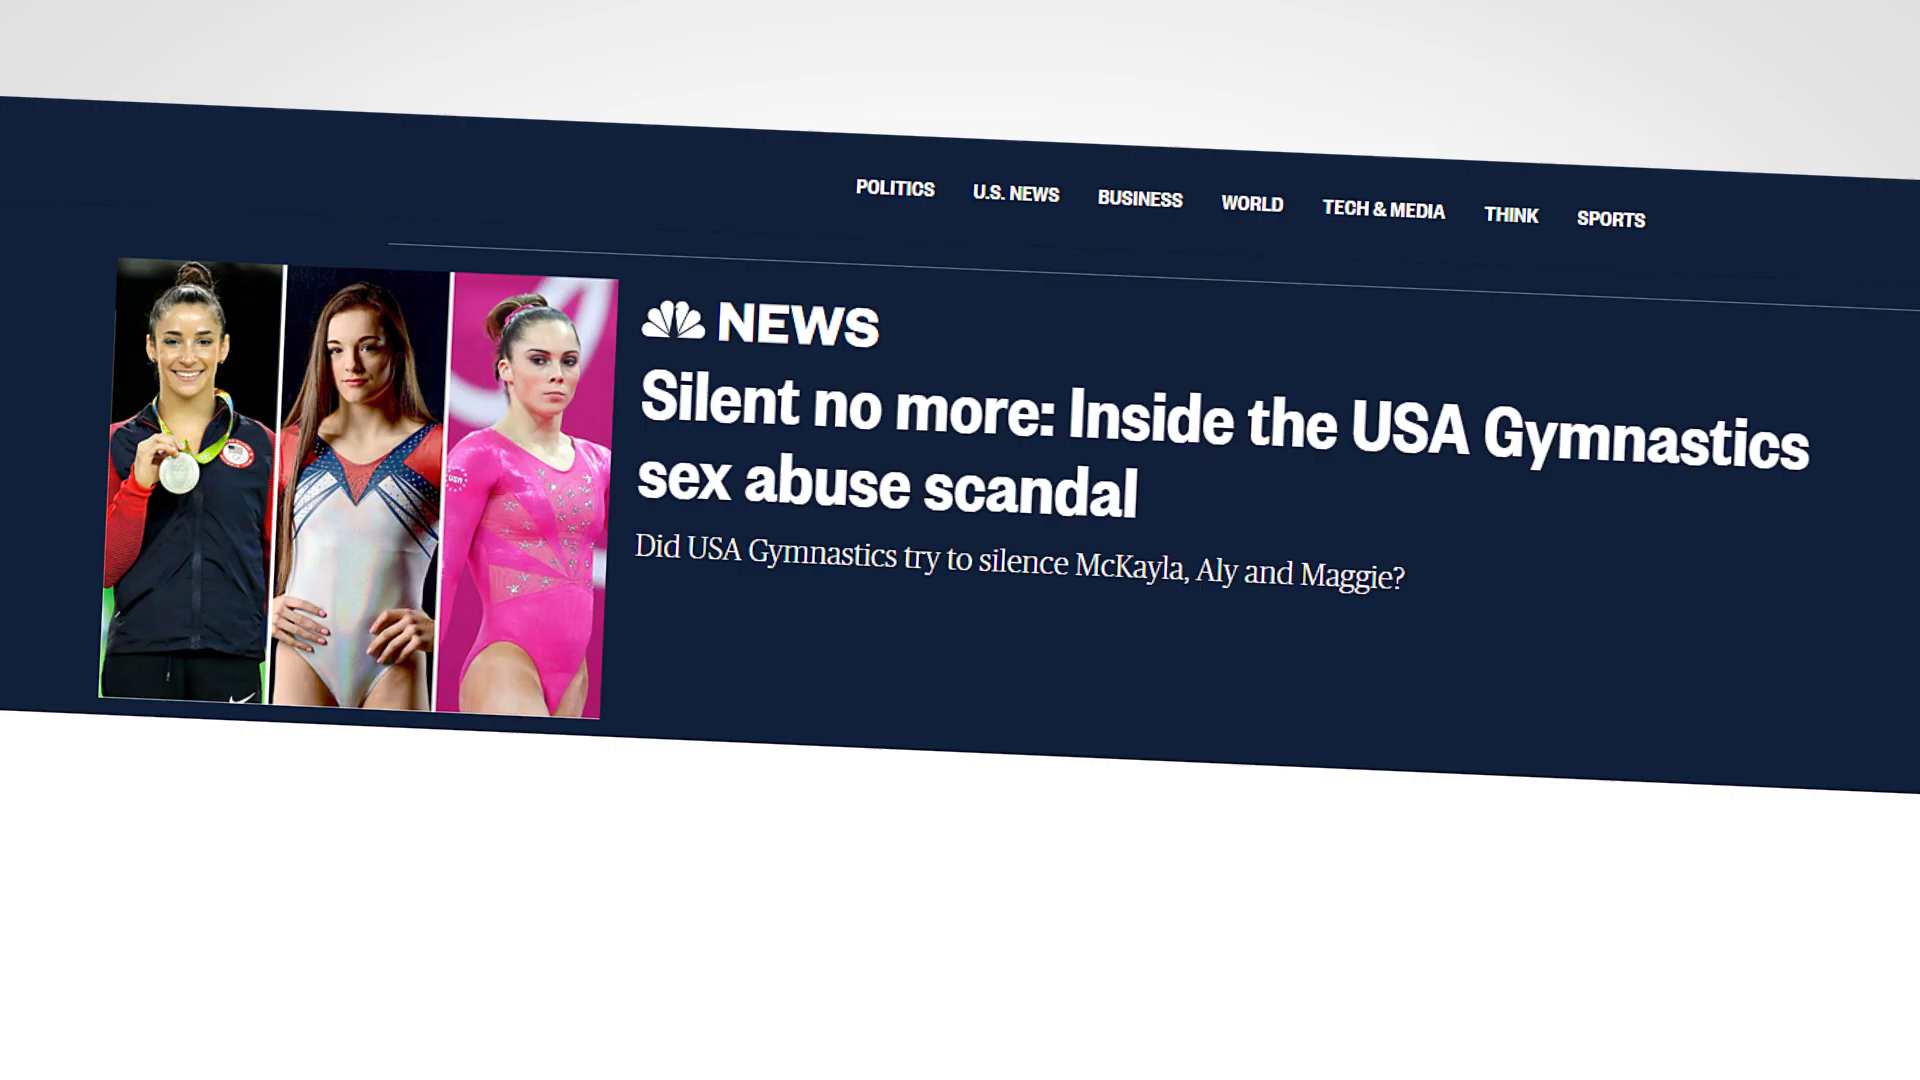 POLITICS U.S. NEWS BUSINESS WORLD TECH & MEDIA THINK SPORTS
NEWS
Silent no more: Inside the USA Gymnastics
sex abuse scandal
Did USA Gymnastics try to silence McKayla, Aly and Maggie?
USA